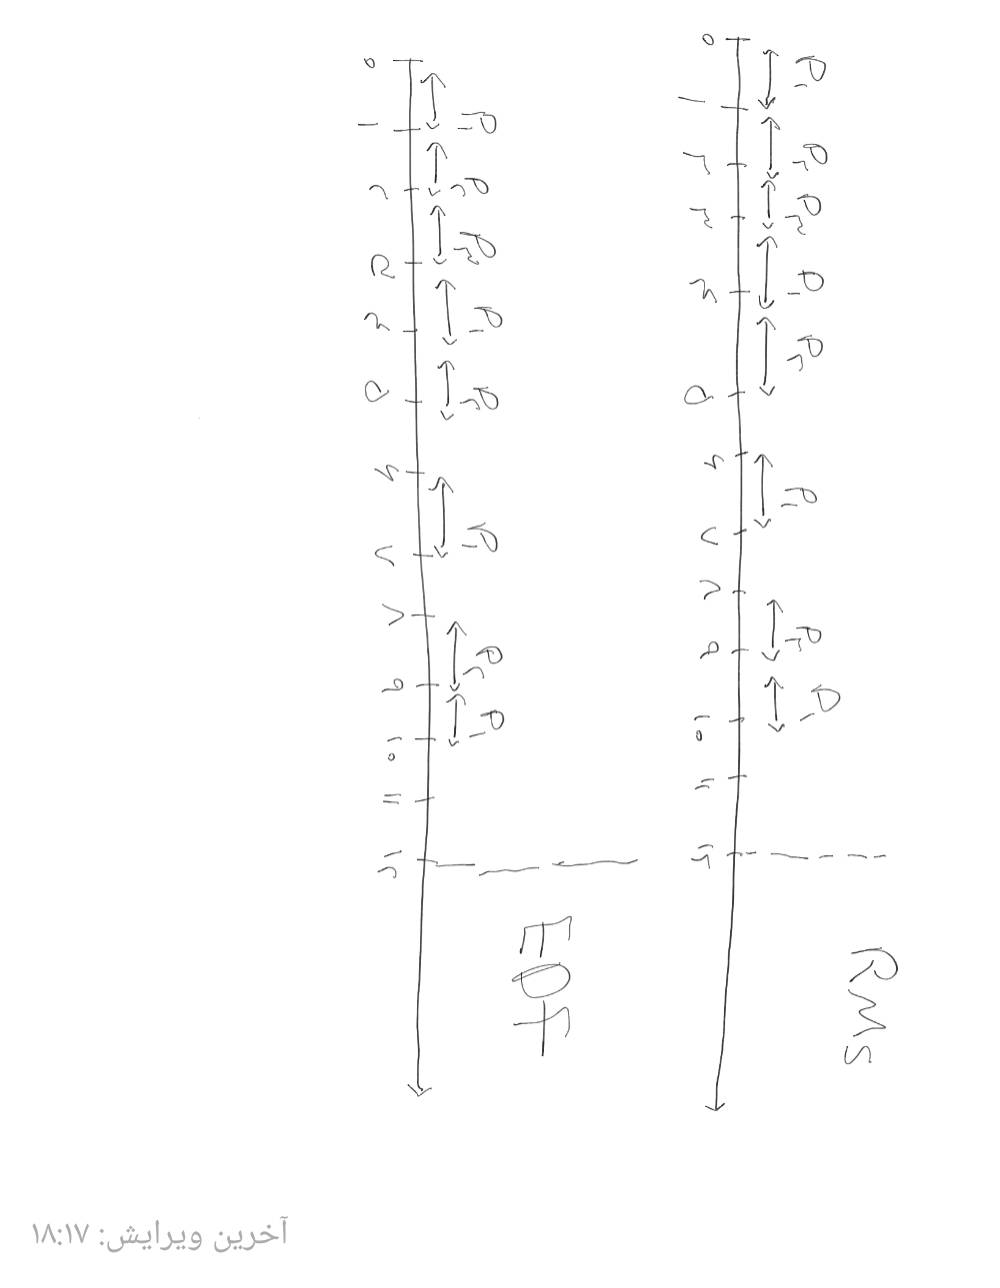 RMS
P۱ P۲ P۳ P۱ P۲ P۱ P۲ P۱
۰ ۱ ۲ ۳ ۴ ۵ ۶ ۷ ۸ ۹ ۱۰ ۱۱ ۱۲
EDF
P۱ P۲ P۳ P۱ P۲ P۱ P۲ P۱
۰ ۱ ۲ ۳ ۴ ۵ ۶ ۷ ۸ ۹ ۱۰ ۱۱ ۱۲
آخرین ویرایش: ۱۸:۱۷